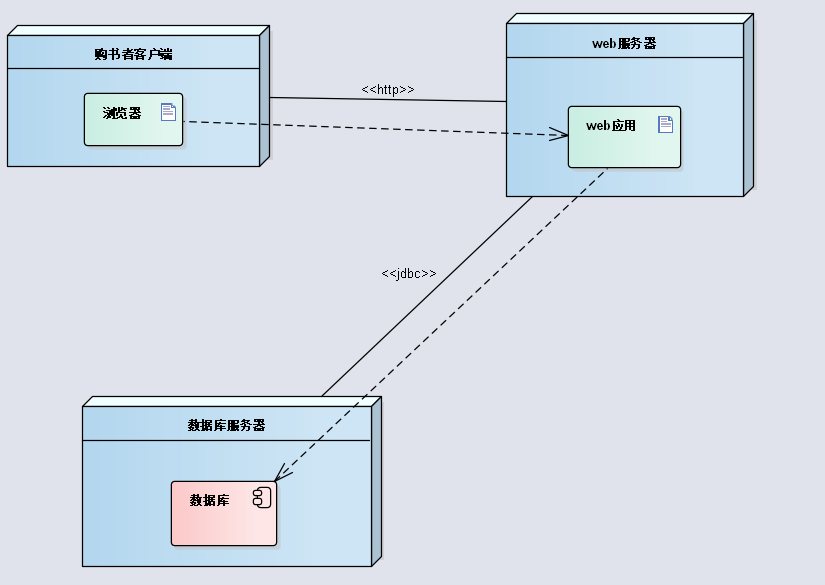 购书者客户端
web服务器
<<http>>
浏览器
web应用
<<jdbc>>
数据库服务器
数据库